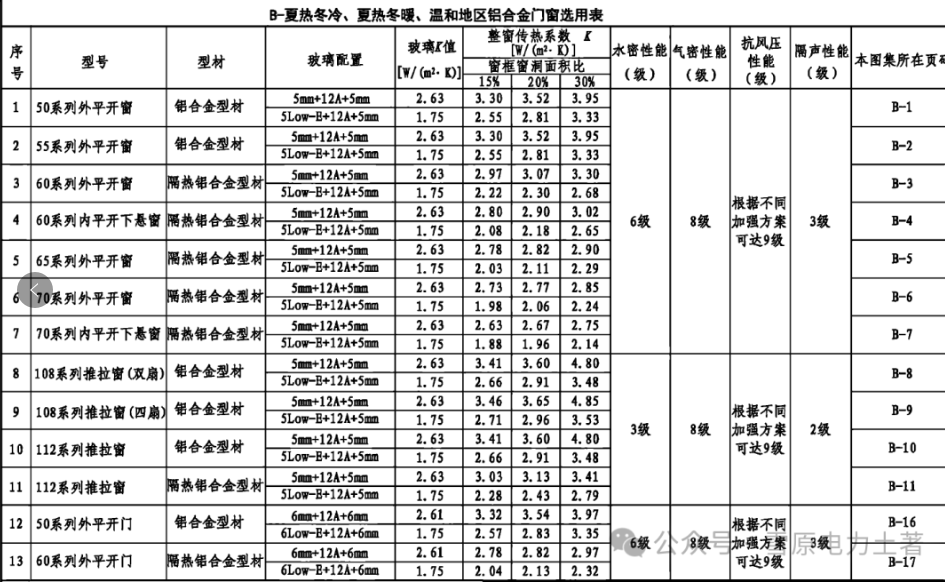 B-夏热冬冷、夏热冬暖、温和地区铝合金门窗选用表
序号 型号 型材 玻璃配置 玻璃K值 [W/(m²·K)] 整窗传热系数 K [W/(m²·K)] 窗框窗洞面积比 15% 20% 30% 水密性能(级) 气密性能(级) 抗风压性能(级) 隔声性能(级) 本图集所在页码
1 50系列外平开窗 铝合金型材 5mm+12A+5mm 2.63 3.30 3.52 3.95 B-1
5Low-E+12A+5mm 1.75 2.55 2.81 3.33
2 55系列外平开窗 铝合金型材 5mm+12A+5mm 2.63 3.30 3.52 3.95 B-2
5Low-E+12A+5mm 1.75 2.55 2.81 3.33
3 60系列外平开窗 隔热铝合金型材 5mm+12A+5mm 2.63 2.97 3.07 3.30 B-3
5Low-E+12A+5mm 1.75 2.22 2.30 2.68
4 60系列内平开下悬窗 隔热铝合金型材 5mm+12A+5mm 2.63 2.80 2.90 3.02 6级 8级 根据不同加强方案可达9级 3级 B-4
5Low-E+12A+5mm 1.75 2.08 2.18 2.65
5 65系列外平开窗 隔热铝合金型材 5mm+12A+5mm 2.63 2.78 2.82 2.90 B-5
5Low-E+12A+5mm 1.75 2.03 2.11 2.29
6 70系列外平开窗 隔热铝合金型材 5mm+12A+5mm 2.63 2.73 2.77 2.85 B-6
5Low-E+12A+5mm 1.75 1.98 2.06 2.24
7 70系列内平开下悬窗 隔热铝合金型材 5mm+12A+5mm 2.63 2.63 2.67 2.75 B-7
5Low-E+12A+5mm 1.75 1.88 1.96 2.14
8 108系列推拉窗(双扇) 铝合金型材 5mm+12A+5mm 2.63 3.41 3.60 4.80 B-8
5Low-E+12A+5mm 1.75 2.66 2.91 3.48
9 108系列推拉窗(四扇) 铝合金型材 5mm+12A+5mm 2.63 3.46 3.65 4.85 B-9
5Low-E+12A+5mm 1.75 2.71 2.96 3.53 3级 8级 根据不同加强方案可达9级 2级
10 112系列推拉窗 铝合金型材 5mm+12A+5mm 2.63 3.41 3.60 4.80 B-10
5Low-E+12A+5mm 1.75 2.66 2.91 3.48
11 112系列推拉窗 隔热铝合金型材 5mm+12A+5mm 2.63 3.03 3.13 3.41 B-11
5Low-E+12A+5mm 1.75 2.28 2.43 2.79
12 50系列外平开门 铝合金型材 6mm+12A+6mm 2.61 3.32 3.54 3.97 B-16
6Low-E+12A+6mm 1.75 2.57 2.83 3.35 6级 8级 根据不同加强方案可达9级 3级
13 60系列外平开门 隔热铝合金型材 6mm+12A+6mm 2.61 2.78 2.82 2.97 B-17
6Low-E+12A+6mm 1.75 2.04 2.13 2.32
公众号 原电力土著